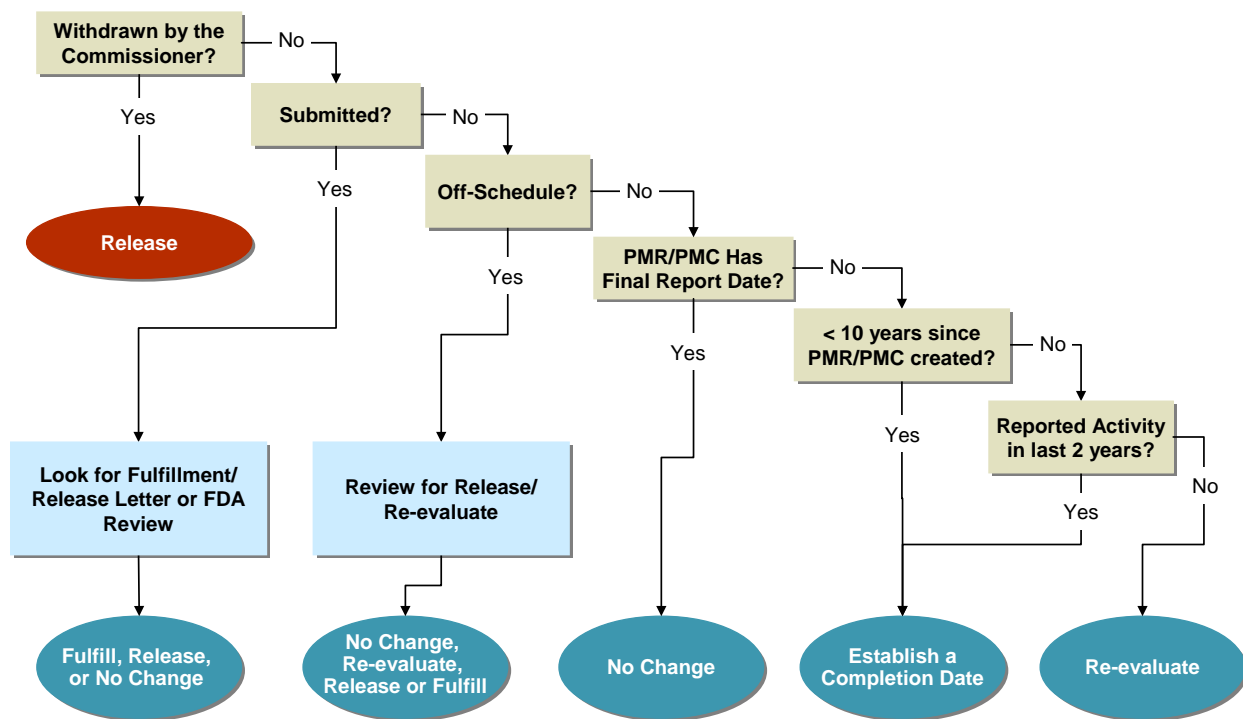 Withdrawn by the
Commissioner?
No
Yes
Submitted?
No
Yes
Release
Off-Schedule?
No
Yes
PMR/PMC Has
Final Report Date?
No
Yes
< 10 years since
PMR/PMC created?
No
Yes
Reported Activity
in last 2 years?
No
Yes
Look for Fulfillment/
Release Letter or FDA
Review
Review for Release/
Re-evaluate
Fulfill, Release,
or No Change
No Change,
Re-evaluate,
Release or Fulfill
No Change
Establish a
Completion Date
Re-evaluate